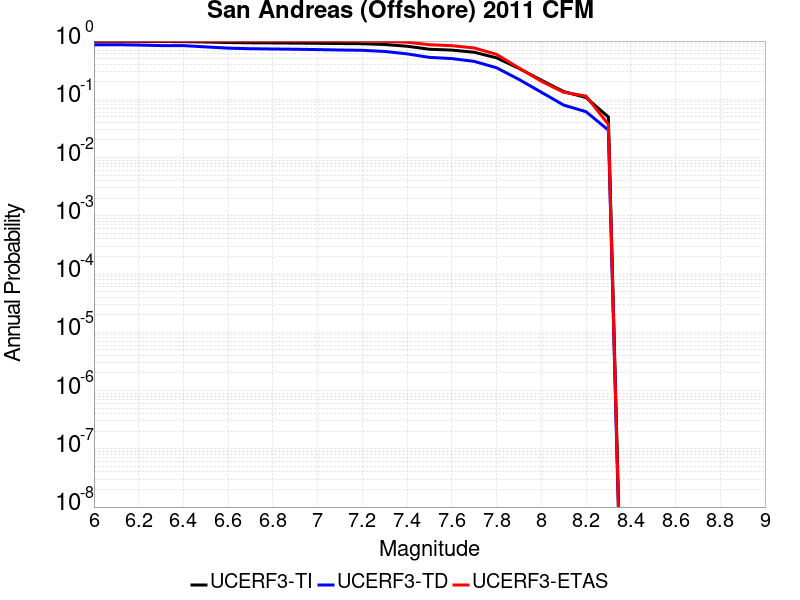 San Andreas (Offshore) 2011 CFM
Annual Probability
10^0
10^-1
10^-2
10^-3
10^-4
10^-5
10^-6
10^-7
10^-8
6 6.2 6.4 6.6 6.8 7 7.2 7.4 7.6 7.8 8 8.2 8.4 8.6 8.8 9
Magnitude
UCERF3-TI UCERF3-TD UCERF3-ETAS